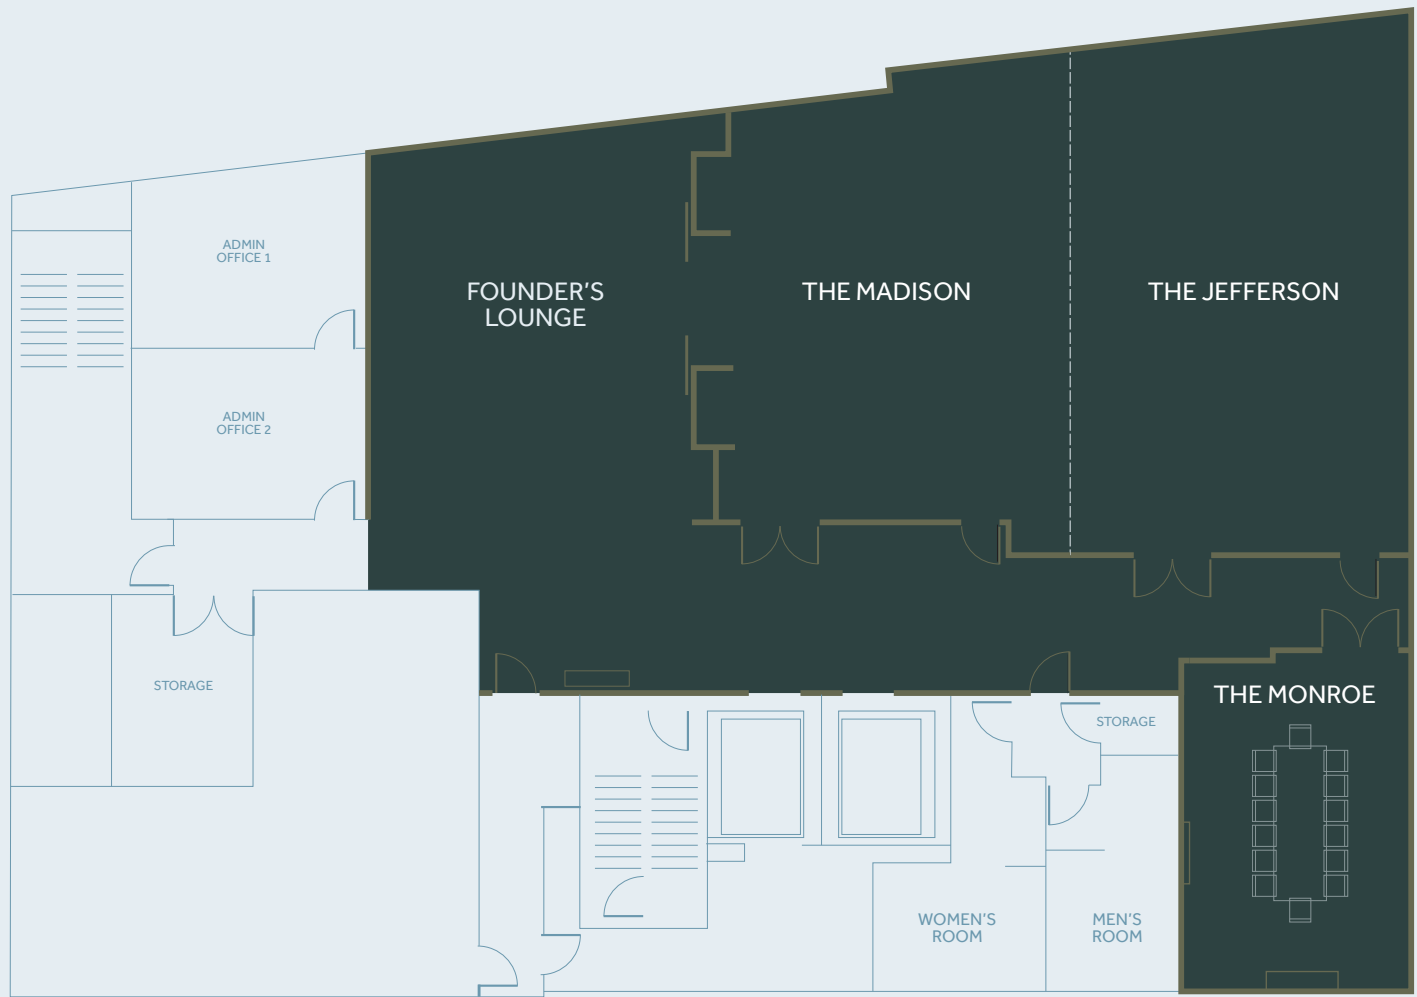 ADMIN
OFFICE 1
FOUNDER'S
LOUNGE
THE MADISON
THE JEFFERSON
ADMIN
OFFICE 2
STORAGE
THE MONROE
STORAGE
WOMEN'S
ROOM
MEN'S
ROOM